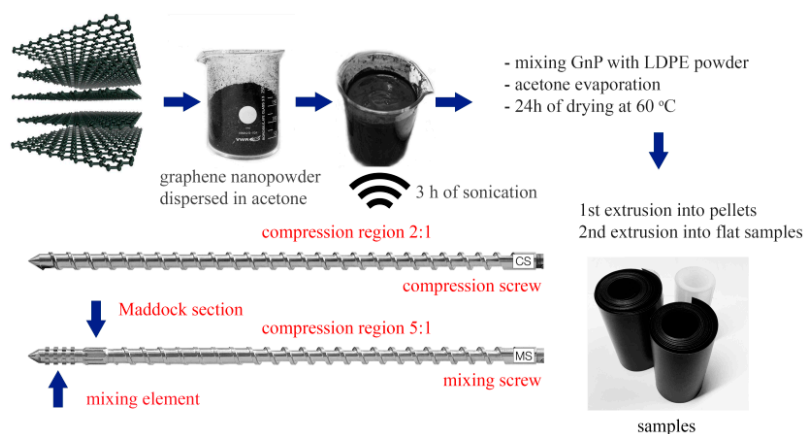 - mixing GnP with LDPE powder
- acetone evaporation
- 24h of drying at 60 °C
graphene nanopowder
dispersed in acetone
3 h of sonication
1st extrusion into pellets
2nd extrusion into flat samples
compression region 2:1
CS
compression screw
Maddock section
compression region 5:1
MS
mixing screw
mixing element
samples